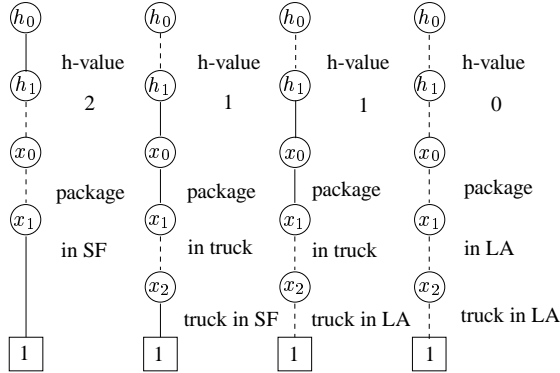 h0 h0 h0 h0
h-value h-value h-value h-value
h1 h1 h1 h1
2 1 1 0
x0 x0 x0 x0
package package package package
x1 x1 x1 x1
in SF in truck in truck in LA
x2 x2 x2
truck in SF truck in LA truck in LA
1 1 1 1